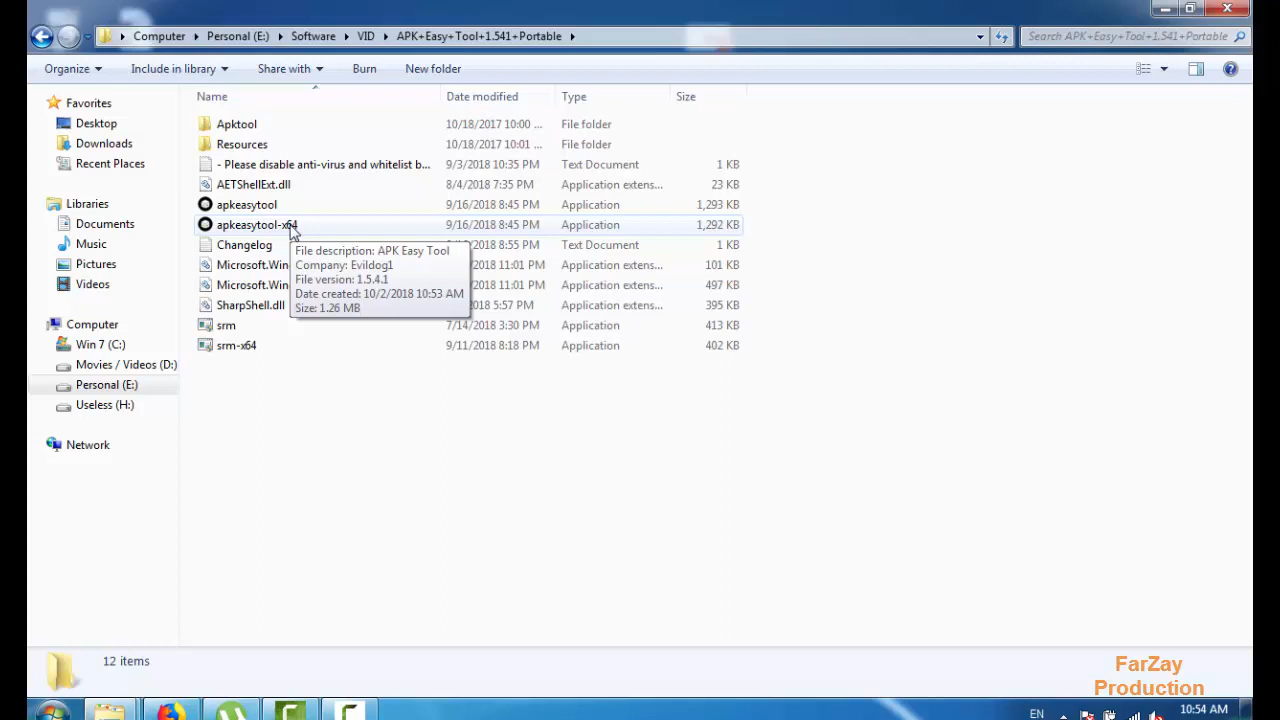 Computer Personal (E:) Software VID APK+Easy+Tool+1.541+Portable
Search APK+Easy+Tool+1.541+Portable
Organize Include in library Share with Burn New folder
Favorites
Desktop
Downloads
Recent Places
Libraries
Documents
Music
Pictures
Videos
Computer
Win 7 (C:)
Movies / Videos (D:)
Personal (E:)
Useless (H:)
Network
Name Date modified Type Size
Apktool 10/18/2017 10:00 ... File folder
Resources 10/18/2017 10:01 ... File folder
- Please disable anti-virus and whitelist b... 9/3/2018 10:35 PM Text Document 1 KB
AETShellExt.dll 8/4/2018 7:35 PM Application extens... 23 KB
apkeasytool 9/16/2018 8:45 PM Application 1,293 KB
apkeasytool-x64 9/16/2018 8:45 PM Application 1,292 KB
Changelog 8:55 PM Text Document 1 KB
Microsoft.Win 11:01 PM Application extens... 101 KB
Microsoft.Win 11:01 PM Application extens... 497 KB
SharpShell.dll 5:57 PM Application extens... 395 KB
srm 7/14/2018 3:30 PM Application 413 KB
srm-x64 9/11/2018 8:18 PM Application 402 KB
File description: APK Easy Tool
Company: Evildog1
File version: 1.5.4.1
Date created: 10/2/2018 10:53 AM
Size: 1.26 MB
12 items
FarZay
Production
EN 10:54 AM